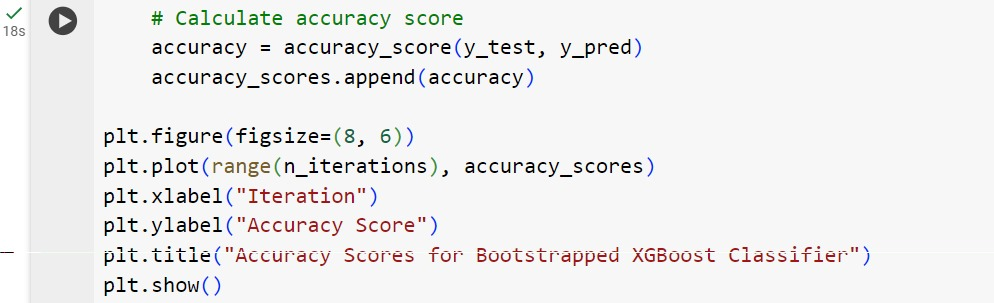 # Calculate accuracy score
18s
accuracy = accuracy_score(y_test, y_pred)
accuracy_scores.append(accuracy)
plt.figure(figsize=(8, 6))
plt.plot(range(n_iterations), accuracy_scores)
plt.xlabel("Iteration")
plt.ylabel("Accuracy Score")
plt.title("Accuracy Scores for Bootstrapped XGBoost Classifier")
plt.show()